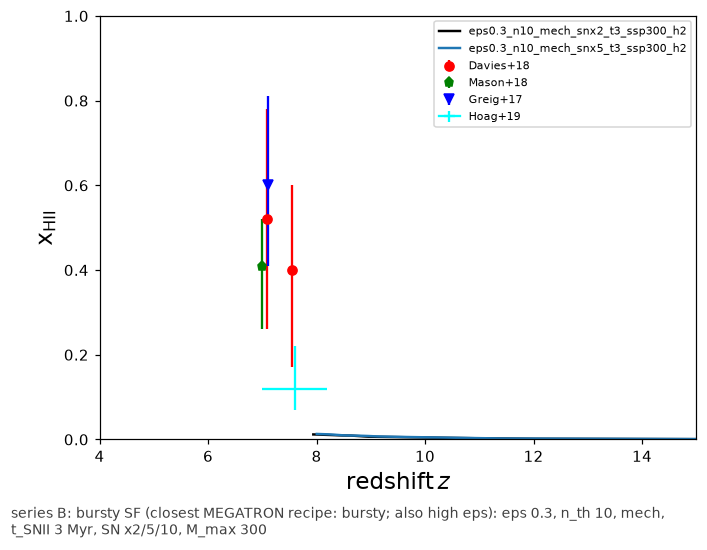 1.0
0.8
0.6
0.4
0.2
0.0
xHII
4
6
8
10
12
14
redshift z
eps0.3_n10_mech_snx2_t3_ssp300_h2
eps0.3_n10_mech_snx5_t3_ssp300_h2
Davies+18
Mason+18
Greig+17
Hoag+19
series B: bursty SF (closest MEGATRON recipe: bursty; also high eps): eps 0.3, n_th 10, mech,
t_SNII 3 Myr, SN x2/5/10, M_max 300